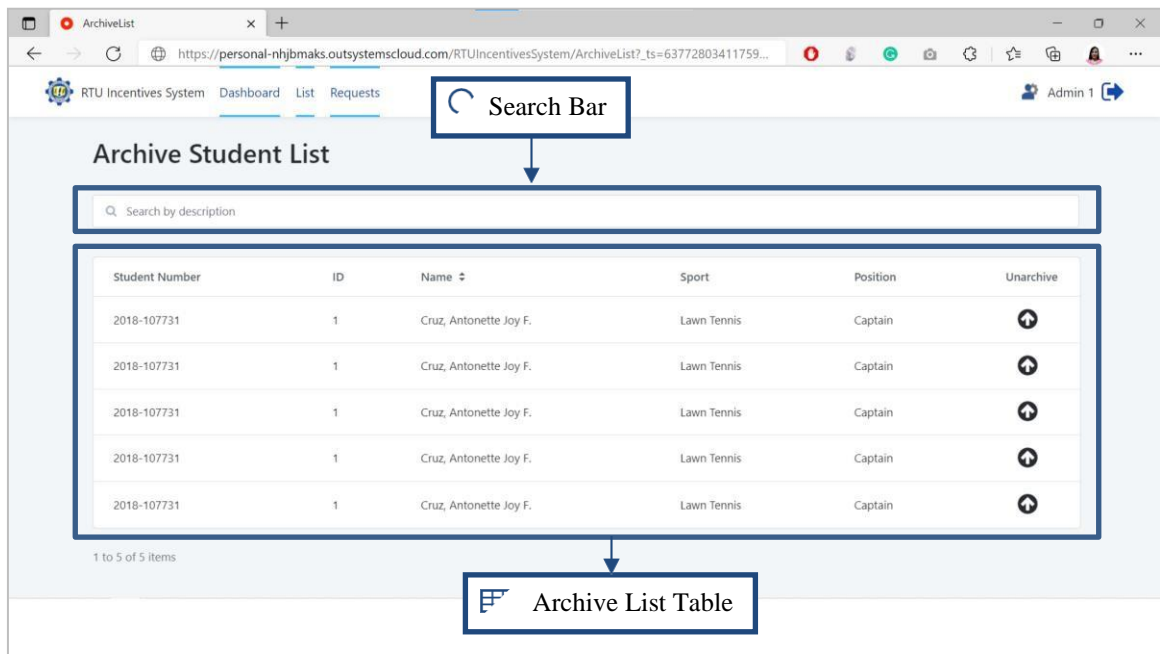 ArchiveList
https://personal-nhjbmaks.outsystemscloud.com/RTUIncentivesSystem/ArchiveList?_ts=63772803411759...
RTU Incentives System Dashboard List Requests Admin 1
Search Bar
Archive Student List
Search by description
Student Number ID Name Sport Position Unarchive
2018-107731 1 Cruz, Antonette Joy F. Lawn Tennis Captain
2018-107731 1 Cruz, Antonette Joy F. Lawn Tennis Captain
2018-107731 1 Cruz, Antonette Joy F. Lawn Tennis Captain
2018-107731 1 Cruz, Antonette Joy F. Lawn Tennis Captain
2018-107731 1 Cruz, Antonette Joy F. Lawn Tennis Captain
1 to 5 of 5 items
Archive List Table